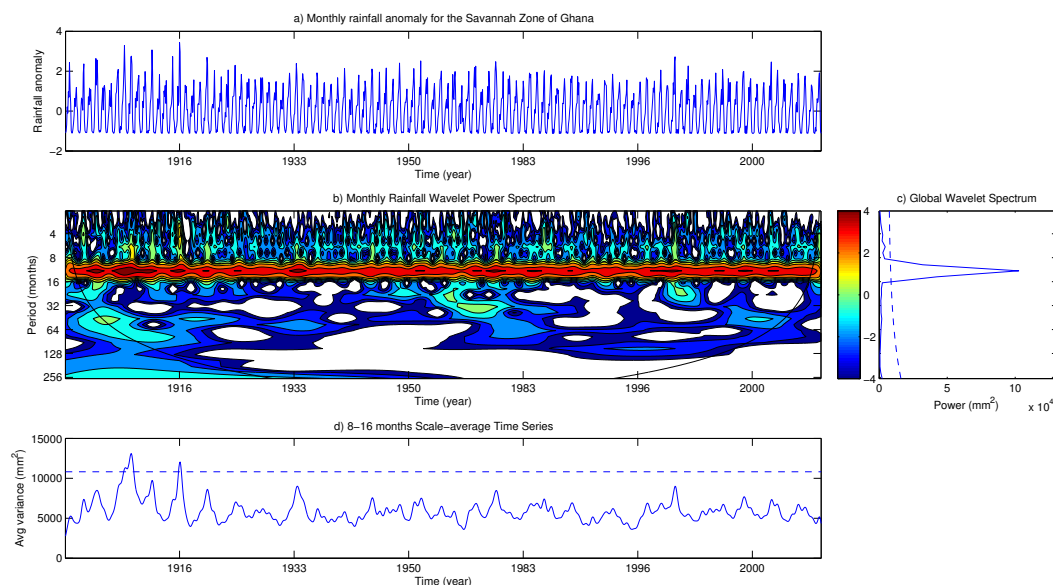 a) Monthly rainfall anomaly for the Savannah Zone of Ghana
4
2
0
−2
Rainfall anomaly
1916 1933 1950 1983 1996 2000
Time (year)
b) Monthly Rainfall Wavelet Power Spectrum
4
8
16
32
64
128
256
Period (months)
1916 1933 1950 1983 1996 2000
Time (year)
4
2
0
−2
−4
c) Global Wavelet Spectrum
0 5 10
x 10⁴
Power (mm²)
d) 8−16 months Scale−average Time Series
15000
10000
5000
0
Avg variance (mm²)
1916 1933 1950 1983 1996 2000
Time (year)